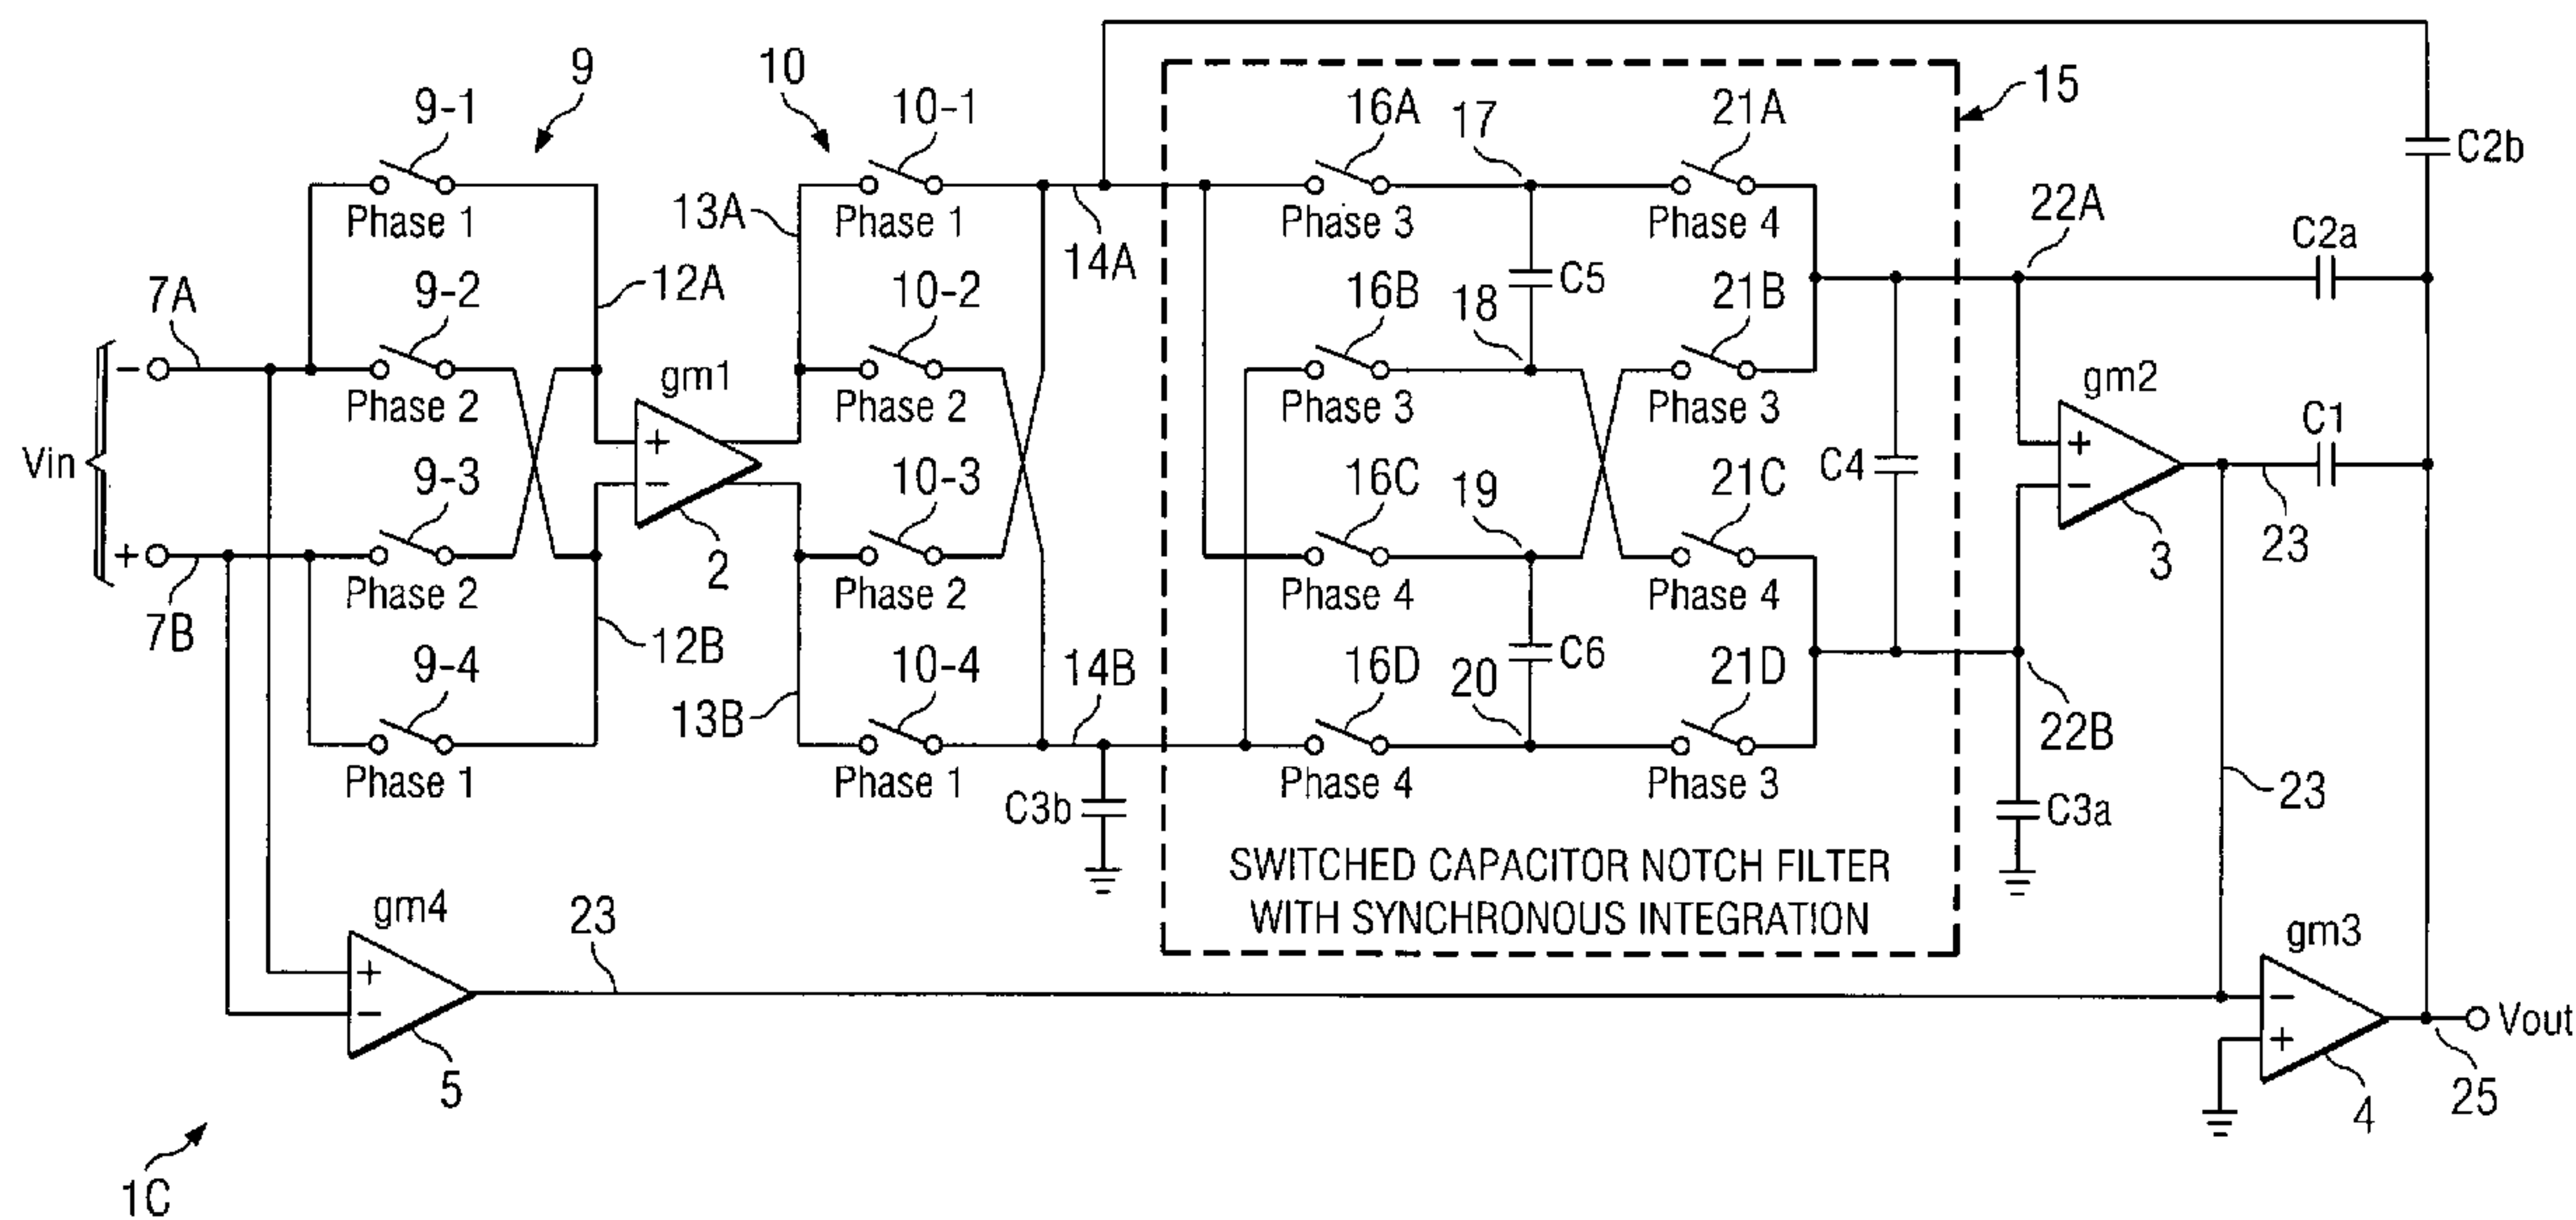 9
10
15
9-1
10-1
16A
17
21A
C2b
Phase 1
13A
Phase 1
Phase 3
Phase 4
22A
12A
14A
C2a
7A
9-2
10-2
16B
18
C5
21B
Phase 2
gm1
Phase 2
Phase 3
Phase 3
gm2
C1
Vin
-
+
+
-
9-3
10-3
16C
19
21C
C4
+
-
7B
Phase 2
2
Phase 2
Phase 4
Phase 4
3
23
12B
9-4
13B
10-4
14B
16D
20
C6
21D
22B
Phase 1
Phase 1
C3b
Phase 4
Phase 3
C3a
23
SWITCHED CAPACITOR NOTCH FILTER
WITH SYNCHRONOUS INTEGRATION
gm4
23
gm3
+
-
-
+
5
4
25
Vout
1C